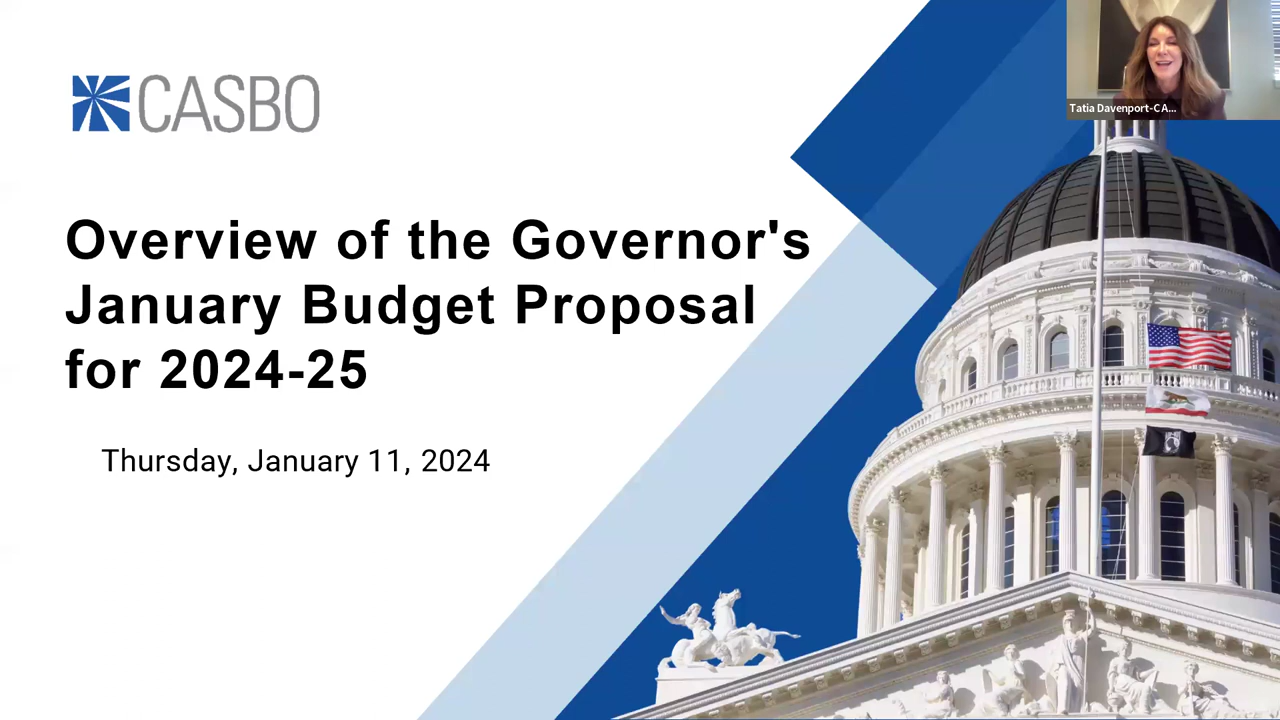 CASBO
Tatia Davenport-CA...
Overview of the Governor's
January Budget Proposal
for 2024-25
Thursday, January 11, 2024